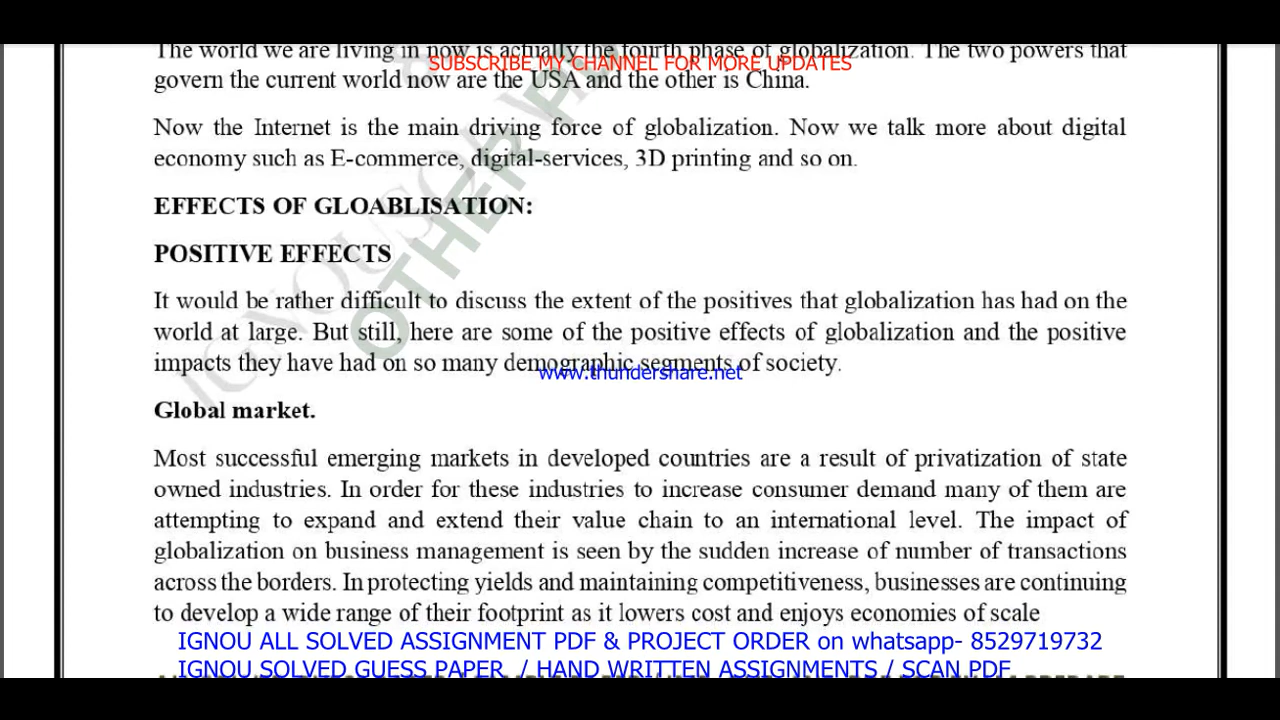 The world we are living in now is actually the fourth phase of globalization. The two powers that
SUBSCRIBE MY CHANNEL FOR MORE UPDATES
govern the current world now are the USA and the other is China.
Now the Internet is the main driving force of globalization. Now we talk more about digital
economy such as E-commerce, digital-services, 3D printing and so on.
EFFECTS OF GLOABLISATION:
POSITIVE EFFECTS
It would be rather difficult to discuss the extent of the positives that globalization has had on the
world at large. But still, here are some of the positive effects of globalization and the positive
impacts they have had on so many demographic segments of society.
www.thundershare.net
Global market.
Most successful emerging markets in developed countries are a result of privatization of state
owned industries. In order for these industries to increase consumer demand many of them are
attempting to expand and extend their value chain to an international level. The impact of
globalization on business management is seen by the sudden increase of number of transactions
across the borders. In protecting yields and maintaining competitiveness, businesses are continuing
to develop a wide range of their footprint as it lowers cost and enjoys economies of scale
IGNOU ALL SOLVED ASSIGNMENT PDF & PROJECT ORDER on whatsapp- 8529719732
IGNOU SOLVED GUESS PAPER / HAND WRITTEN ASSIGNMENTS / SCAN PDF
OTHER